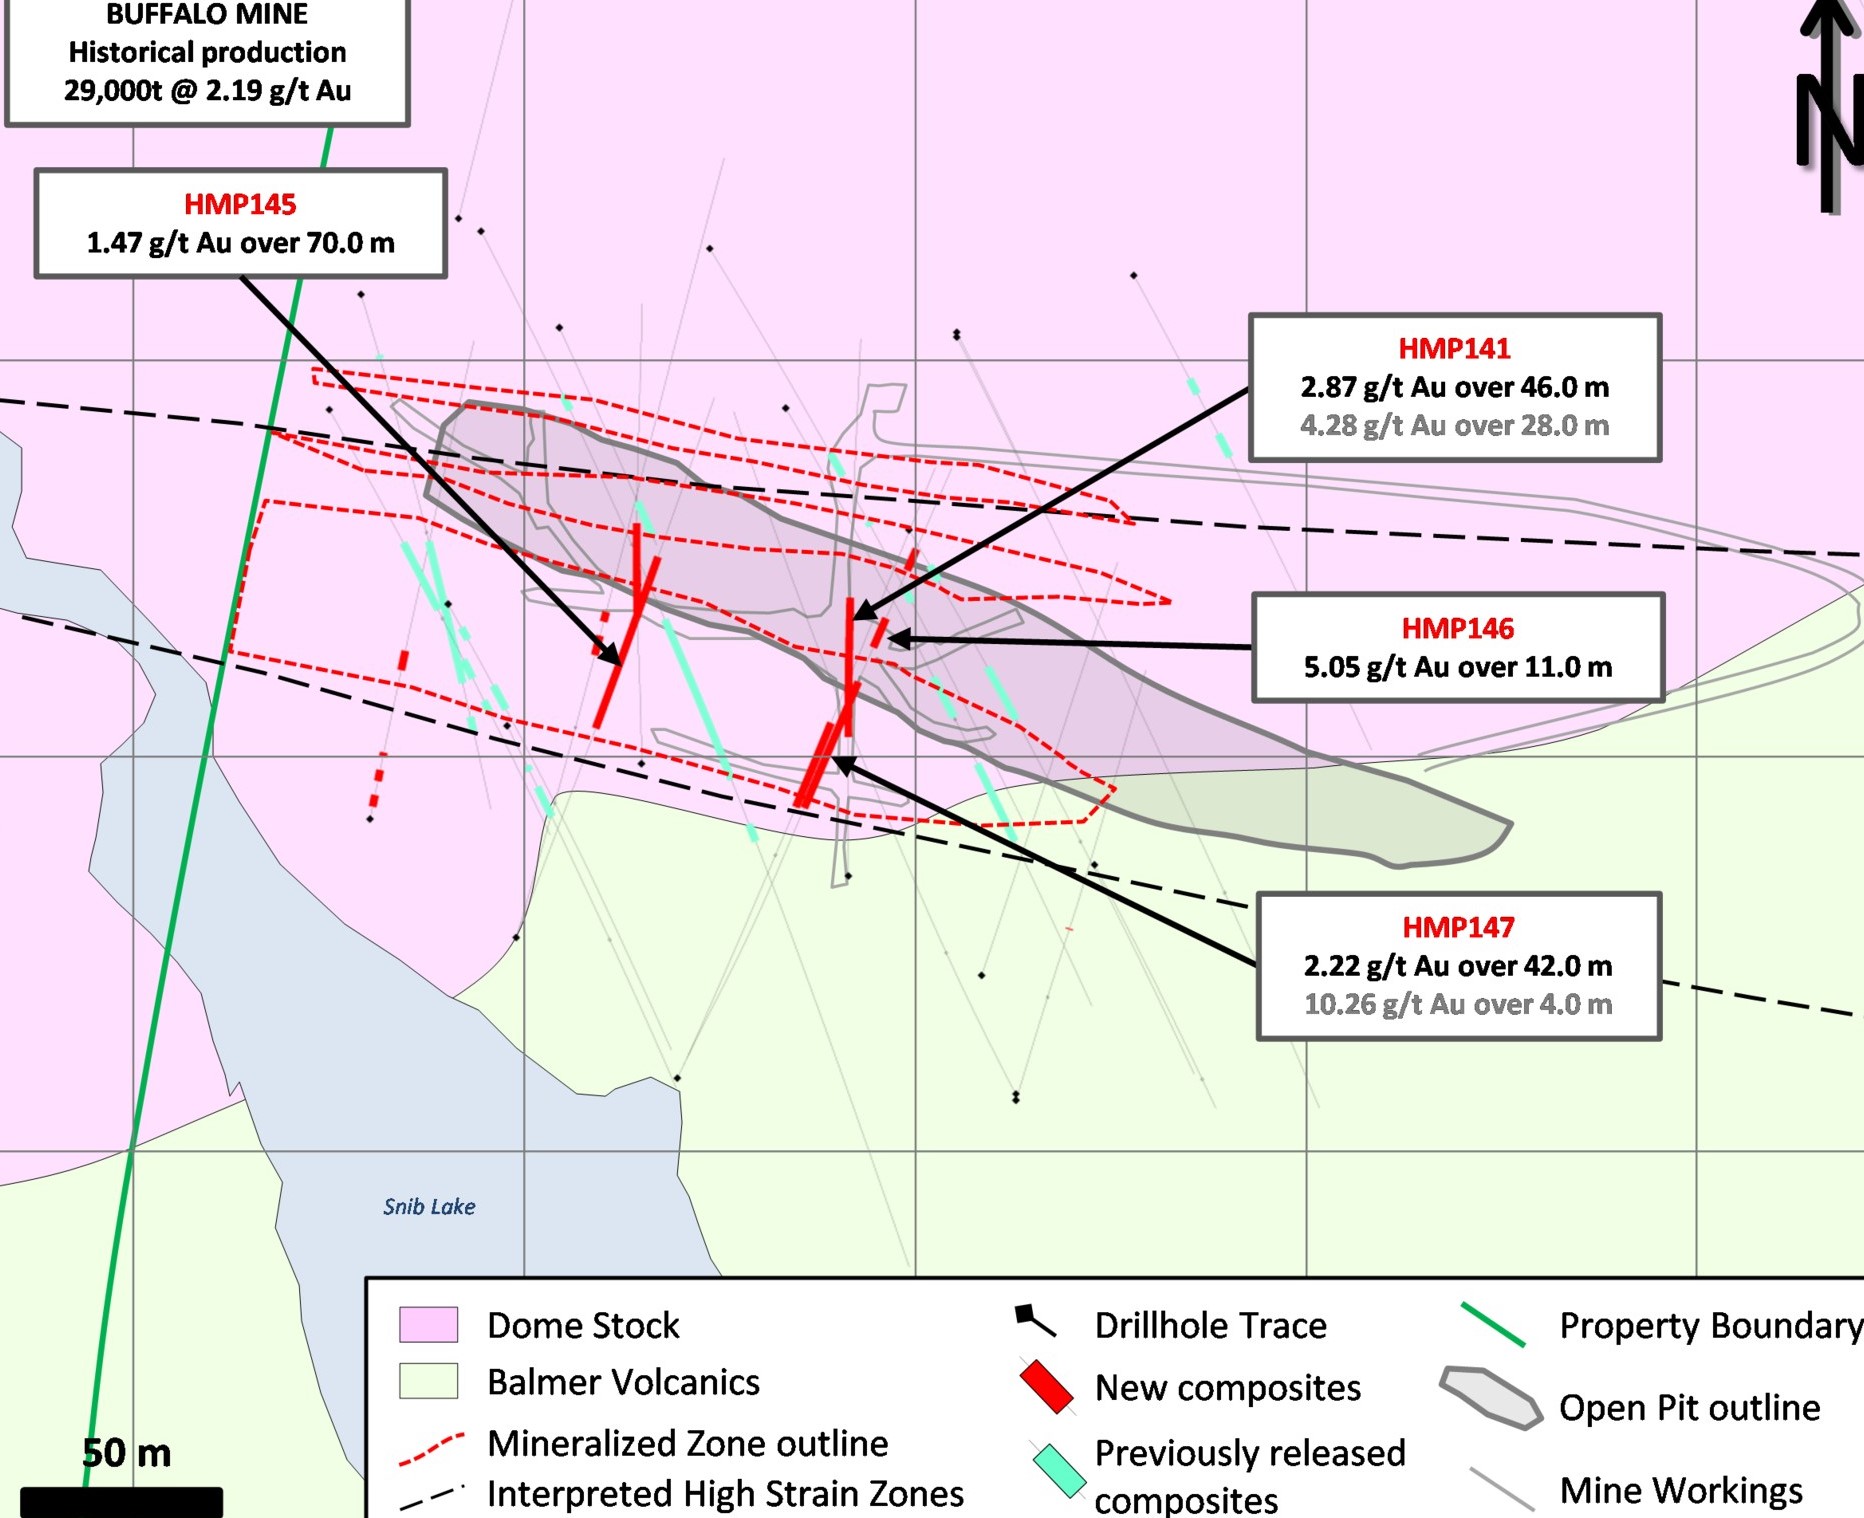 BUFFALO MINE
Historical production
29,000t @ 2.19 g/t Au
N
HMP145
1.47 g/t Au over 70.0 m
HMP141
2.87 g/t Au over 46.0 m
4.28 g/t Au over 28.0 m
HMP146
5.05 g/t Au over 11.0 m
HMP147
2.22 g/t Au over 42.0 m
10.26 g/t Au over 4.0 m
Snib Lake
50 m
Dome Stock
Balmer Volcanics
Mineralized Zone outline
Interpreted High Strain Zones
Drillhole Trace
New composites
Previously released
composites
Property Boundary
Open Pit outline
Mine Workings